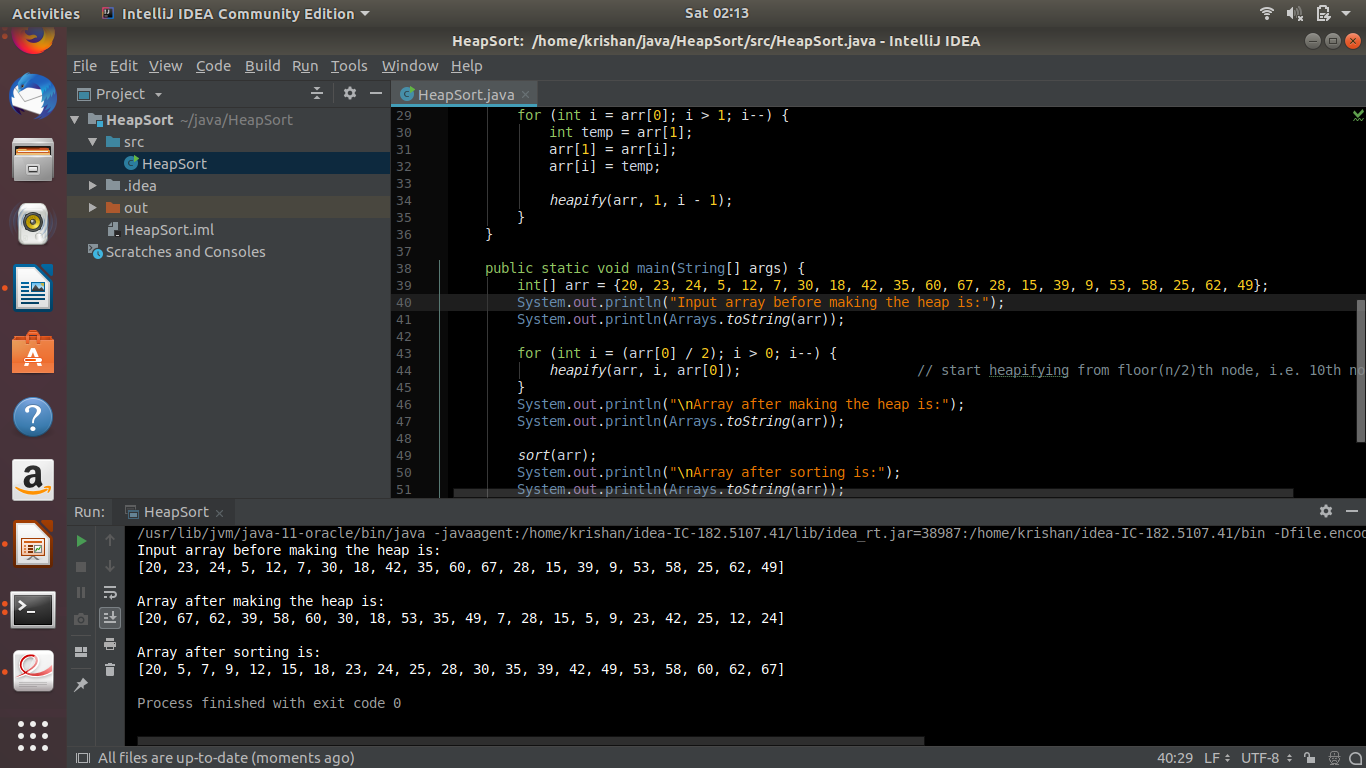 Activities IntelliJ IDEA Community Edition Sat 02:13
HeapSort: /home/krishan/java/HeapSort/src/HeapSort.java - IntelliJ IDEA
File Edit View Code Build Run Tools Window Help
Project
HeapSort.java
HeapSort ~/java/HeapSort
src
HeapSort
.idea
out
HeapSort.iml
Scratches and Consoles
29 for (int i = arr[0]; i > 1; i--) {
30 int temp = arr[1];
31 arr[1] = arr[i];
32 arr[i] = temp;
33
34 heapify(arr, 1, i - 1);
35 }
36 }
37
38 public static void main(String[] args) {
39 int[] arr = {20, 23, 24, 5, 12, 7, 30, 18, 42, 35, 60, 67, 28, 15, 39, 9, 53, 58, 25, 62, 49};
40 System.out.println("Input array before making the heap is:");
41 System.out.println(Arrays.toString(arr));
42
43 for (int i = (arr[0] / 2); i > 0; i--) {
44 heapify(arr, i, arr[0]); // start heapifying from floor(n/2)th node, i.e. 10th no
45 }
46 System.out.println("\nArray after making the heap is:");
47 System.out.println(Arrays.toString(arr));
48
49 sort(arr);
50 System.out.println("\nArray after sorting is:");
51 System.out.println(Arrays.toString(arr));
Run: HeapSort
/usr/lib/jvm/java-11-oracle/bin/java -javaagent:/home/krishan/idea-IC-182.5107.41/lib/idea_rt.jar=38987:/home/krishan/idea-IC-182.5107.41/bin -Dfile.encod
Input array before making the heap is:
[20, 23, 24, 5, 12, 7, 30, 18, 42, 35, 60, 67, 28, 15, 39, 9, 53, 58, 25, 62, 49]
Array after making the heap is:
[20, 67, 62, 39, 58, 60, 30, 18, 53, 35, 49, 7, 28, 15, 5, 9, 23, 42, 25, 12, 24]
Array after sorting is:
[20, 5, 7, 9, 12, 15, 18, 23, 24, 25, 28, 30, 35, 39, 42, 49, 53, 58, 60, 62, 67]
Process finished with exit code 0
All files are up-to-date (moments ago) 40:29 LF UTF-8